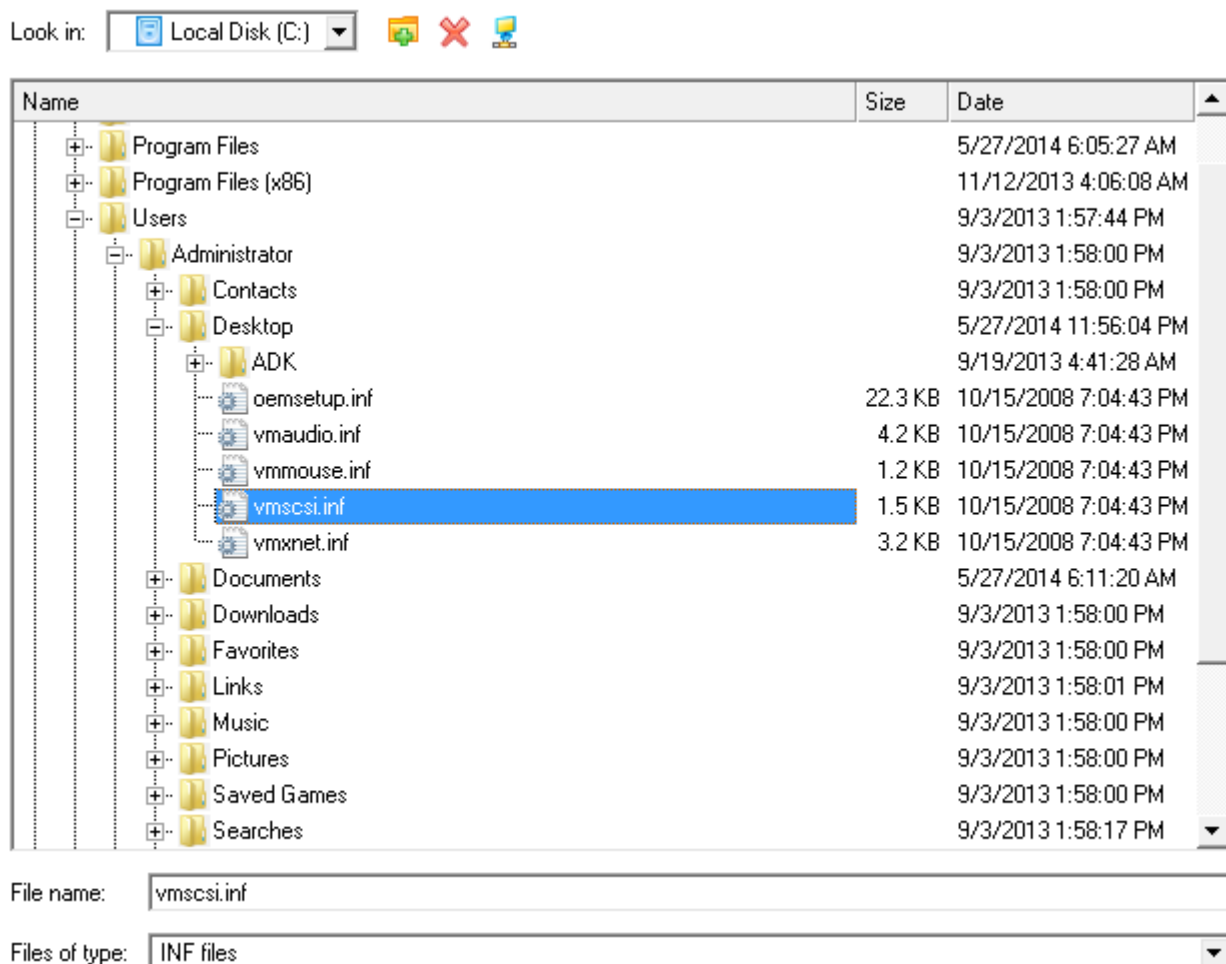 Look in: Local Disk (C:)
Name Size Date
Program Files 5/27/2014 6:05:27 AM
Program Files (x86) 11/12/2013 4:06:08 AM
Users 9/3/2013 1:57:44 PM
Administrator 9/3/2013 1:58:00 PM
Contacts 9/3/2013 1:58:00 PM
Desktop 5/27/2014 11:56:04 PM
ADK 9/19/2013 4:41:28 AM
oemsetup.inf 22.3 KB 10/15/2008 7:04:43 PM
vmaudio.inf 4.2 KB 10/15/2008 7:04:43 PM
vmmouse.inf 1.2 KB 10/15/2008 7:04:43 PM
vmscsi.inf 1.5 KB 10/15/2008 7:04:43 PM
vmxnet.inf 3.2 KB 10/15/2008 7:04:43 PM
Documents 5/27/2014 6:11:20 AM
Downloads 9/3/2013 1:58:00 PM
Favorites 9/3/2013 1:58:00 PM
Links 9/3/2013 1:58:01 PM
Music 9/3/2013 1:58:00 PM
Pictures 9/3/2013 1:58:00 PM
Saved Games 9/3/2013 1:58:00 PM
Searches 9/3/2013 1:58:17 PM
File name: vmscsi.inf
Files of type: INF files